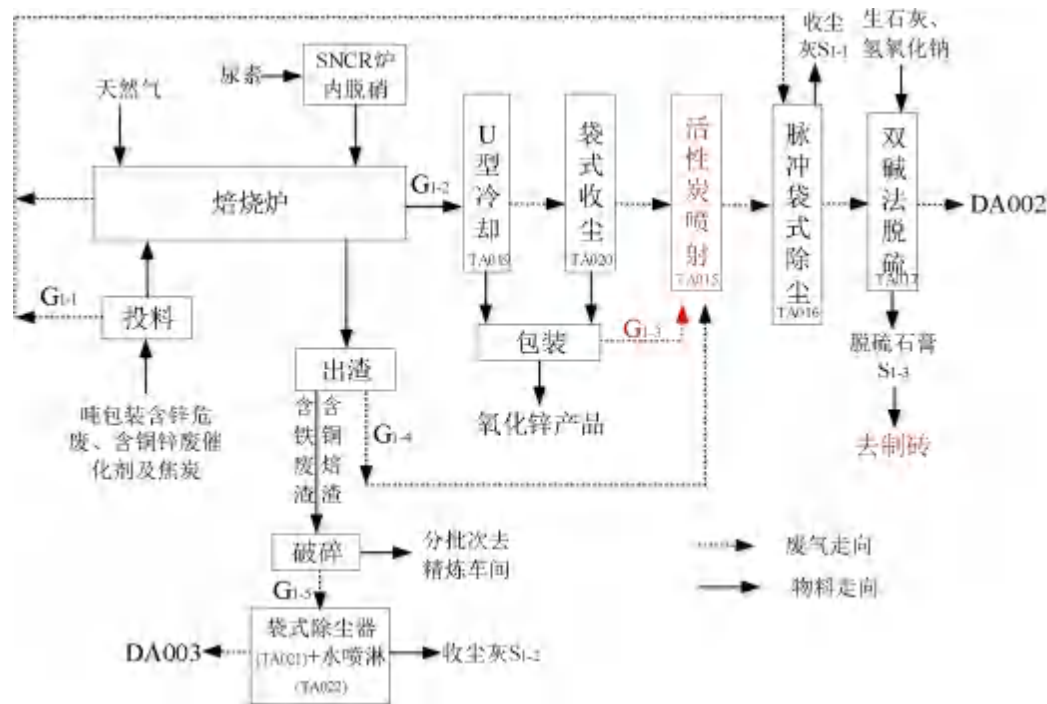 收尘
灰S1-1
生石灰、
氢氧化钠
尿素
SNCR炉
内脱硝
天然气
焙烧炉
G1-2
U型冷却
TA019
袋式收尘
TA020
活性炭喷射
TA015
脉冲袋式除尘
TA016
双碱法脱硫
TA017
DA002
G1-1
投料
包装
G1-3
脱硫石膏
S1-3
出渣
氧化锌产品
去制砖
吨包装含锌危
废、含铜锌废催
化剂及焦炭
含铁废渣
含铜焙渣
G1-4
破碎
分批次去
精炼车间
废气走向
物料走向
G1-5
袋式除尘器
(TA021)+水喷淋
(TA022)
DA003
收尘灰S1-2